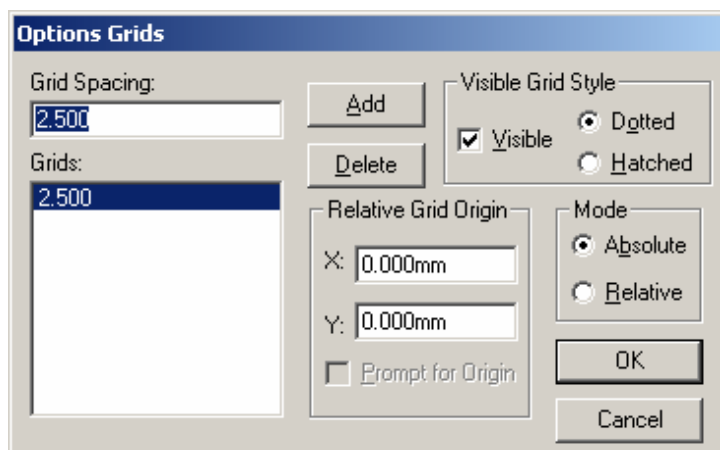 Options Grids
Grid Spacing:
2.500
Grids:
2.500
Add
Delete
Visible Grid Style
Visible
Dotted
Hatched
Relative Grid Origin
X: 0.000mm
Y: 0.000mm
Prompt for Origin
Mode
Absolute
Relative
OK
Cancel